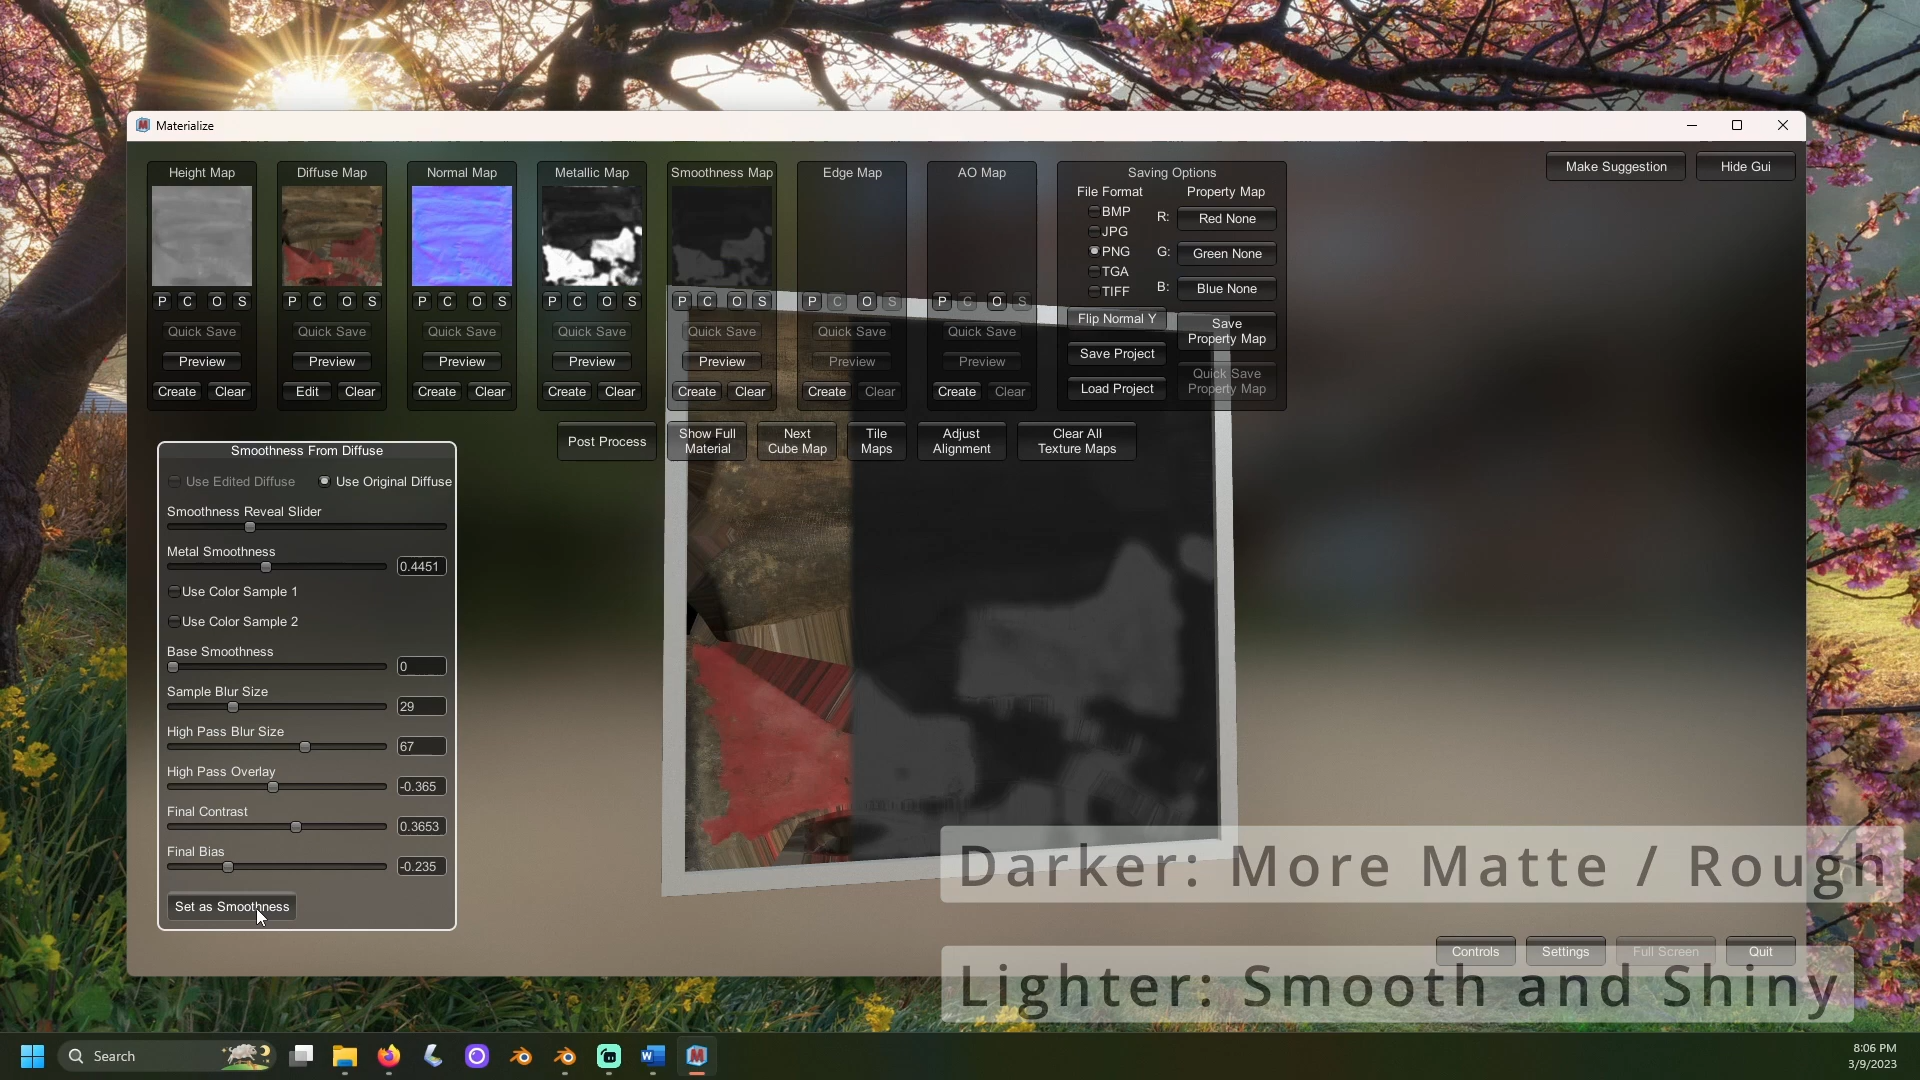 Materialize
Make Suggestion
Hide Gui
Height Map
Diffuse Map
Normal Map
Metallic Map
Smoothness Map
Edge Map
AO Map
P C O S
P C O S
P C O S
P C O S
P C O S
P C O S
P C O S
Quick Save
Quick Save
Quick Save
Quick Save
Quick Save
Quick Save
Quick Save
Preview
Preview
Preview
Preview
Preview
Preview
Preview
Create Clear
Edit Clear
Create Clear
Create Clear
Create Clear
Create Clear
Create Clear
Saving Options
File Format
BMP
JPG
PNG
TGA
TIFF
Flip Normal Y
Save Project
Load Project
Property Map
R: Red None
G: Green None
B: Blue None
Save
Property Map
Quick Save
Property Map
Post Process
Show Full
Material
Next
Cube Map
Tile
Maps
Adjust
Alignment
Clear All
Texture Maps
Smoothness From Diffuse
Use Edited Diffuse
Use Original Diffuse
Smoothness Reveal Slider
Metal Smoothness
0.4451
Use Color Sample 1
Use Color Sample 2
Base Smoothness
0
Sample Blur Size
29
High Pass Blur Size
67
High Pass Overlay
-0.365
Final Contrast
0.3653
Final Bias
-0.235
Set as Smoothness
Darker: More Matte / Rough
Controls
Settings
Full Screen
Quit
Lighter: Smooth and Shiny
Search
8:06 PM
3/9/2023